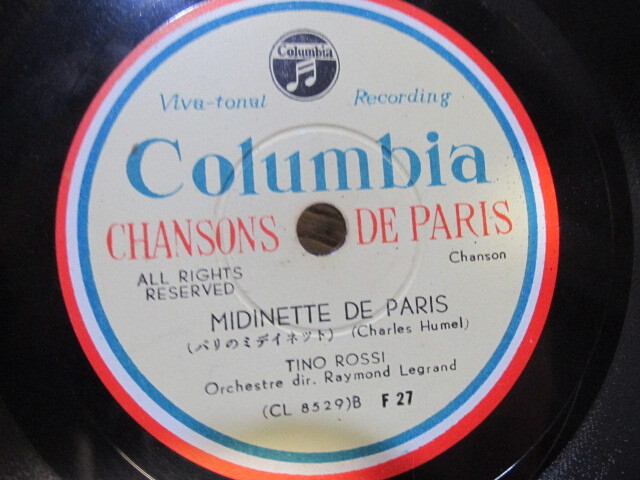 Columbia
Viva-tonal Recording
Columbia
CHANSONS DE PARIS
Chanson
ALL RIGHTS
RESERVED
MIDINETTE DE PARIS
(パリのミデイネット) (Charles Humel)
TINO ROSSI
Orchestre dir. Raymond Legrand
(CL 8529)B F 27